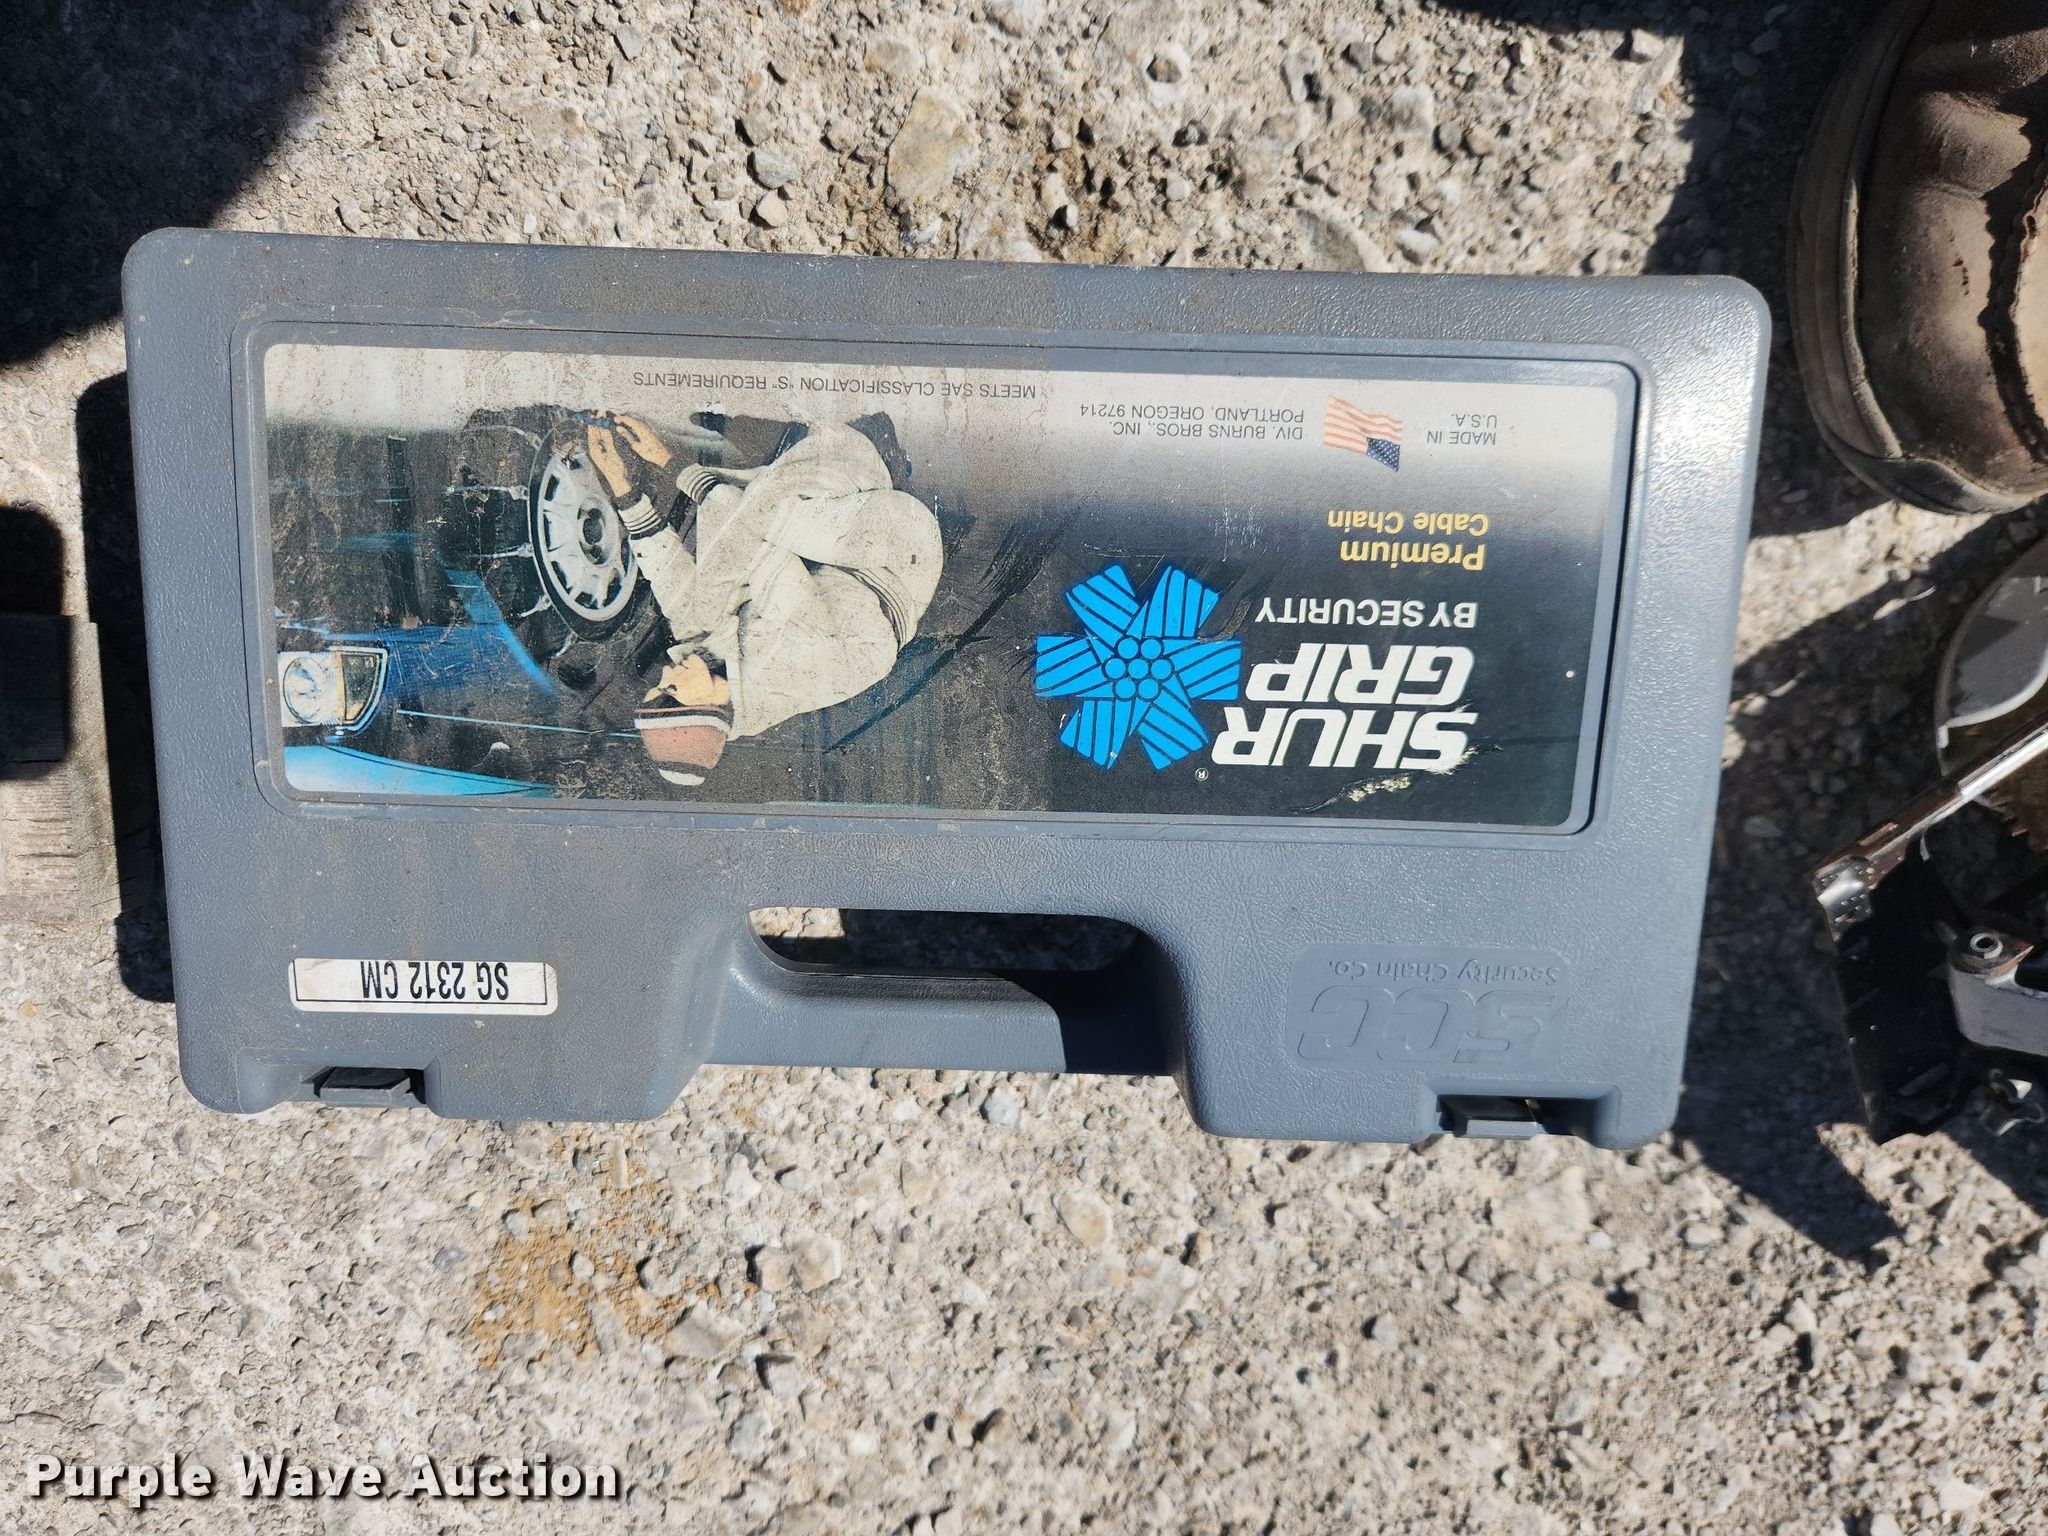 SHUR
GRIP®
BY SECURITY
Premium
Cable Chain
MADE IN
U.S.A.
DIV. BURNS BROS., INC.
PORTLAND, OREGON 97214
MEETS SAE CLASSIFICATION "S" REQUIREMENTS
SCC
Security Chain Co.
SG 2312 CM
Purple Wave Auction